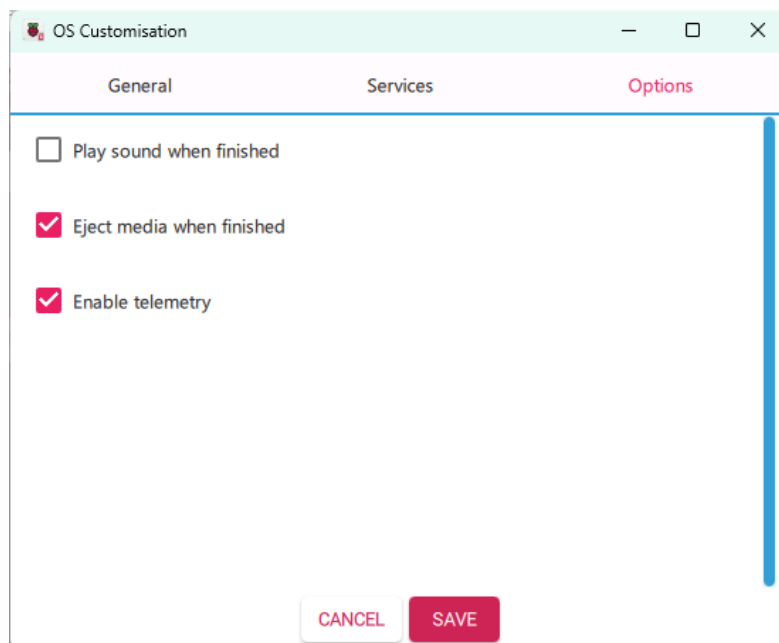 OS Customisation
General Services Options
Play sound when finished
Eject media when finished
Enable telemetry
CANCEL SAVE